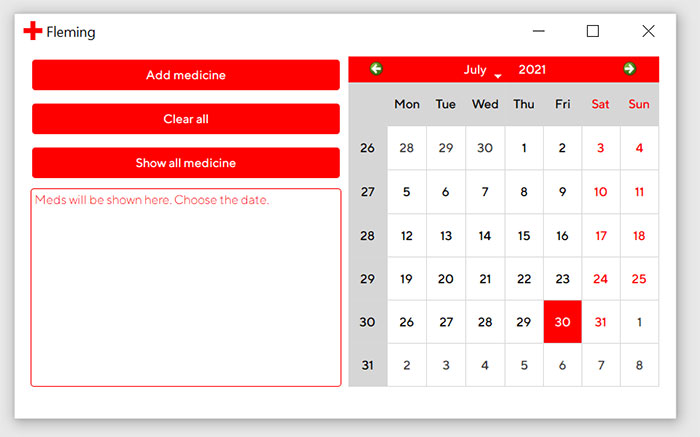 Fleming
Add medicine
Clear all
Show all medicine
Meds will be shown here. Choose the date.
July 2021
Mon Tue Wed Thu Fri Sat Sun
26 28 29 30 1 2 3 4
27 5 6 7 8 9 10 11
28 12 13 14 15 16 17 18
29 19 20 21 22 23 24 25
30 26 27 28 29 30 31 1
31 2 3 4 5 6 7 8